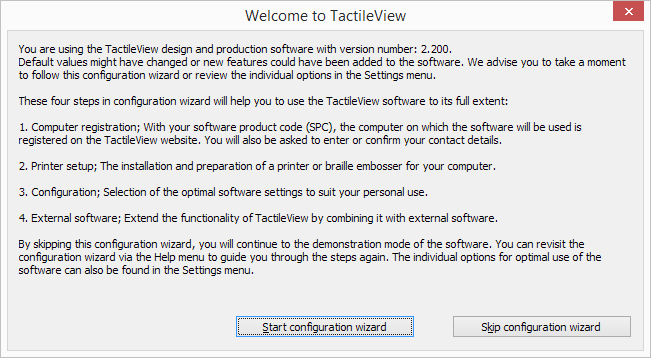 Welcome to TactileView
You are using the TactileView design and production software with version number: 2.200.
Default values might have changed or new features could have been added to the software. We advise you to take a moment
to follow this configuration wizard or review the individual options in the Settings menu.
These four steps in configuration wizard will help you to use the TactileView software to its full extent:
1. Computer registration; With your software product code (SPC), the computer on which the software will be used is
registered on the TactileView website. You will also be asked to enter or confirm your contact details.
2. Printer setup; The installation and preparation of a printer or braille embosser for your computer.
3. Configuration; Selection of the optimal software settings to suit your personal use.
4. External software; Extend the functionality of TactileView by combining it with external software.
By skipping this configuration wizard, you will continue to the demonstration mode of the software. You can revisit the
configuration wizard via the Help menu to guide you through the steps again. The individual options for optimal use of the
software can also be found in the Settings menu.
Start configuration wizard
Skip configuration wizard